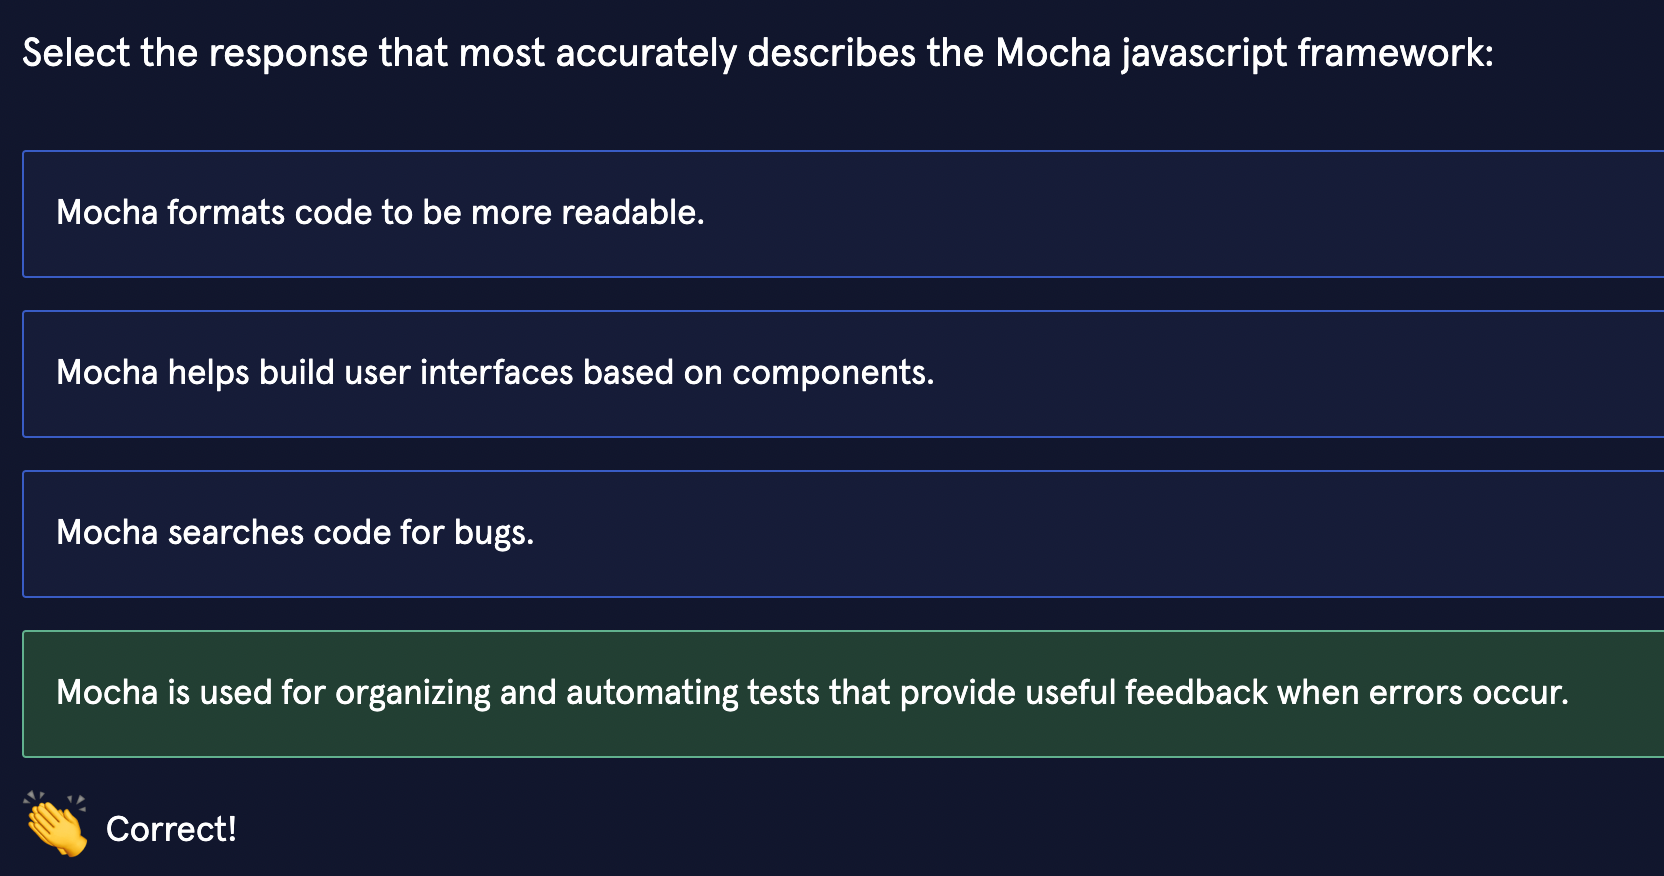 Select the response that most accurately describes the Mocha javascript framework:
Mocha formats code to be more readable.
Mocha helps build user interfaces based on components.
Mocha searches code for bugs.
Mocha is used for organizing and automating tests that provide useful feedback when errors occur.
Correct!